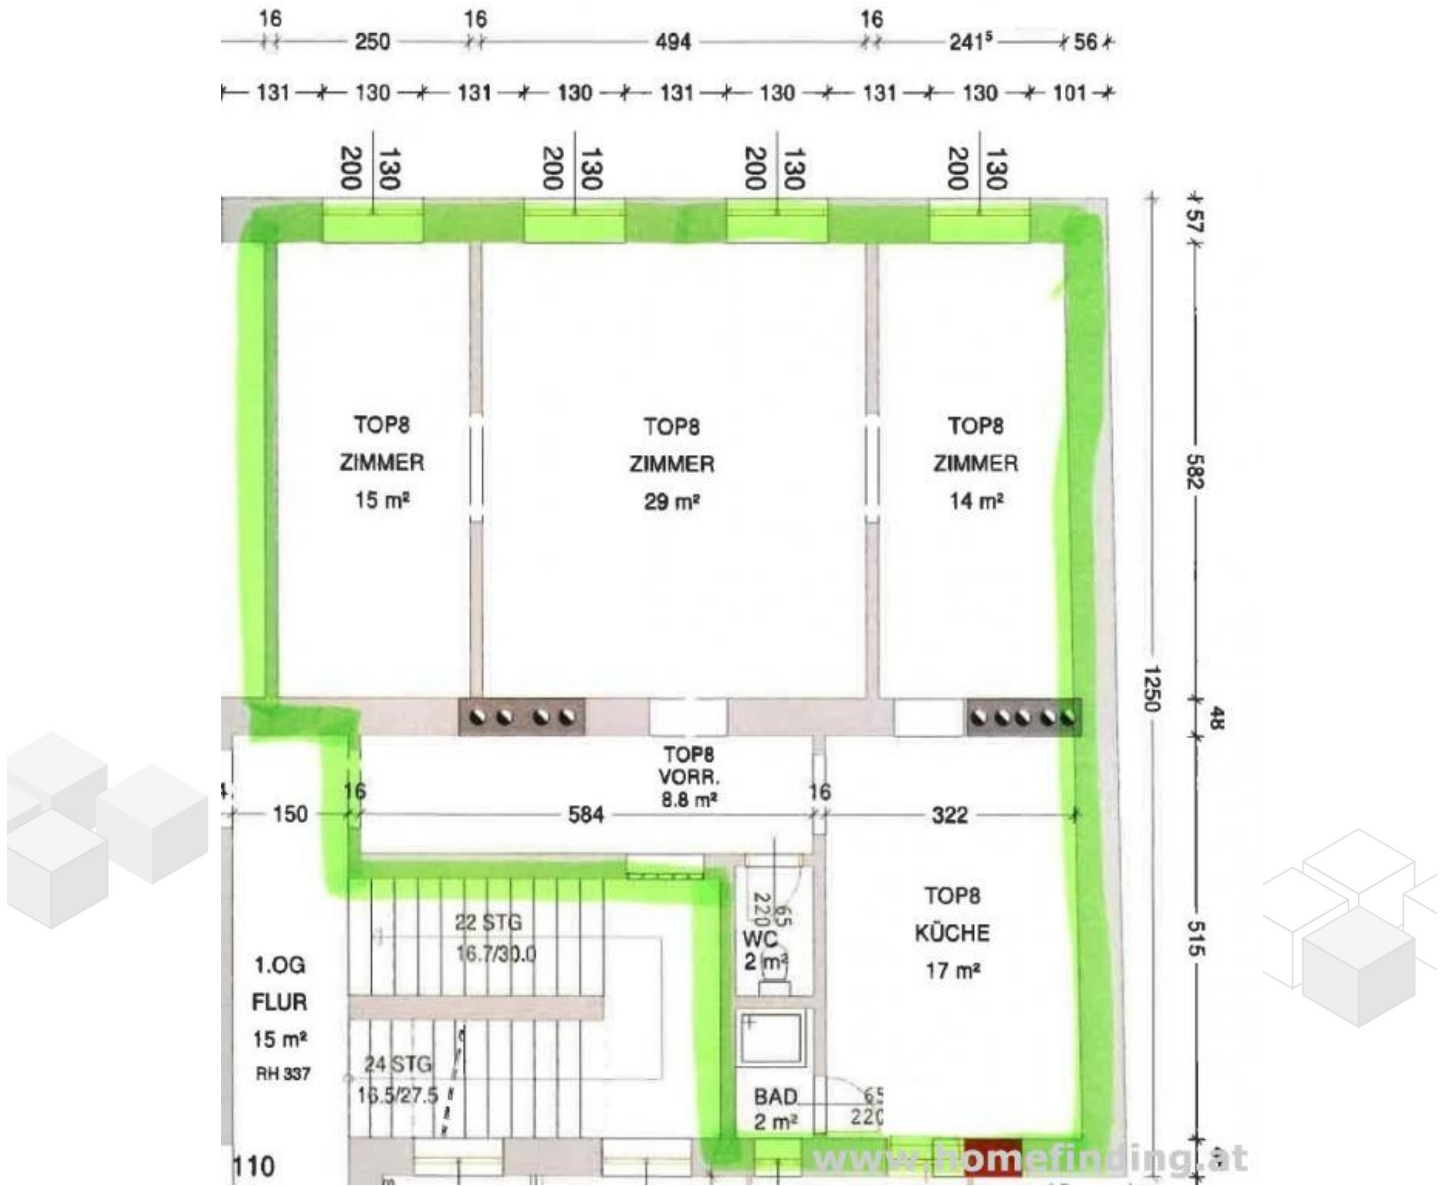 16 16 16
250 494 241⁵ 56
131 130 131 130 131 130 131 130 101
200 130 200 130 200 130 200 130
57
582
1250
48
515
TOP8
ZIMMER
15 m²
TOP8
ZIMMER
29 m²
TOP8
ZIMMER
14 m²
TOP8
VORR.
8.8 m²
16 16
150 584 322
TOP8
KÜCHE
17 m²
220 65
WC
2 m²
22 STG
16.7/30.0
1.OG
FLUR
15 m²
RH 337
24 STG
16.5/27.5
BAD
2 m²
65
220
110
www.homefinding.at